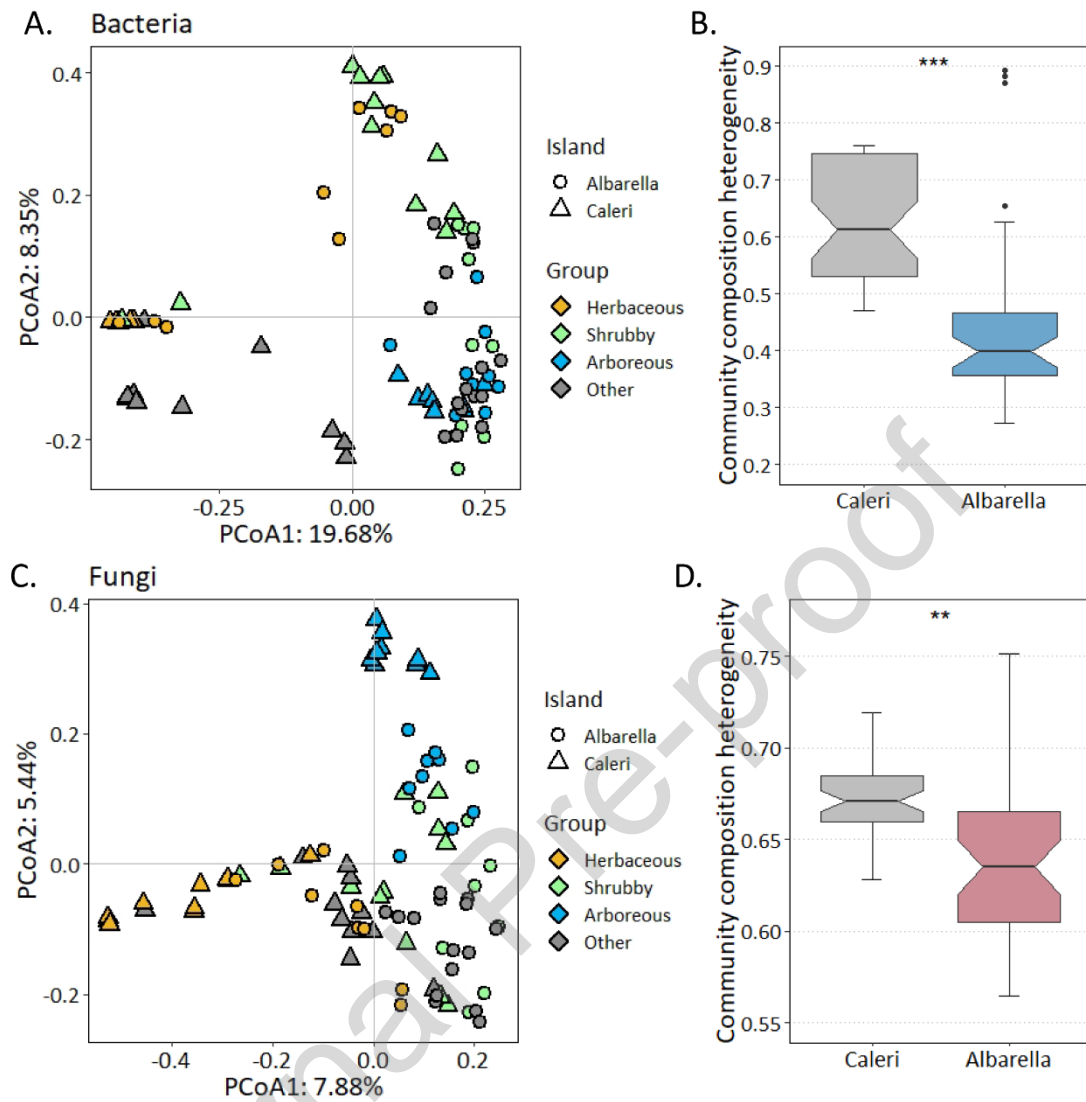 A.
Bacteria
0.4
0.2
0.0
-0.2
PCoA2: 8.35%
-0.25
0.00
0.25
PCoA1: 19.68%
Island
Albarella
Caleri
Group
Herbaceous
Shrubby
Arboreous
Other
B.
***
0.9
0.8
0.7
0.6
0.5
0.4
0.3
0.2
Community composition heterogeneity
Caleri
Albarella
C.
Fungi
0.4
0.2
0.0
-0.2
PCoA2: 5.44%
-0.4
-0.2
0.0
0.2
PCoA1: 7.88%
Island
Albarella
Caleri
Group
Herbaceous
Shrubby
Arboreous
Other
D.
**
0.75
0.70
0.65
0.60
0.55
Community composition heterogeneity
Caleri
Albarella
rnal Pre-proof